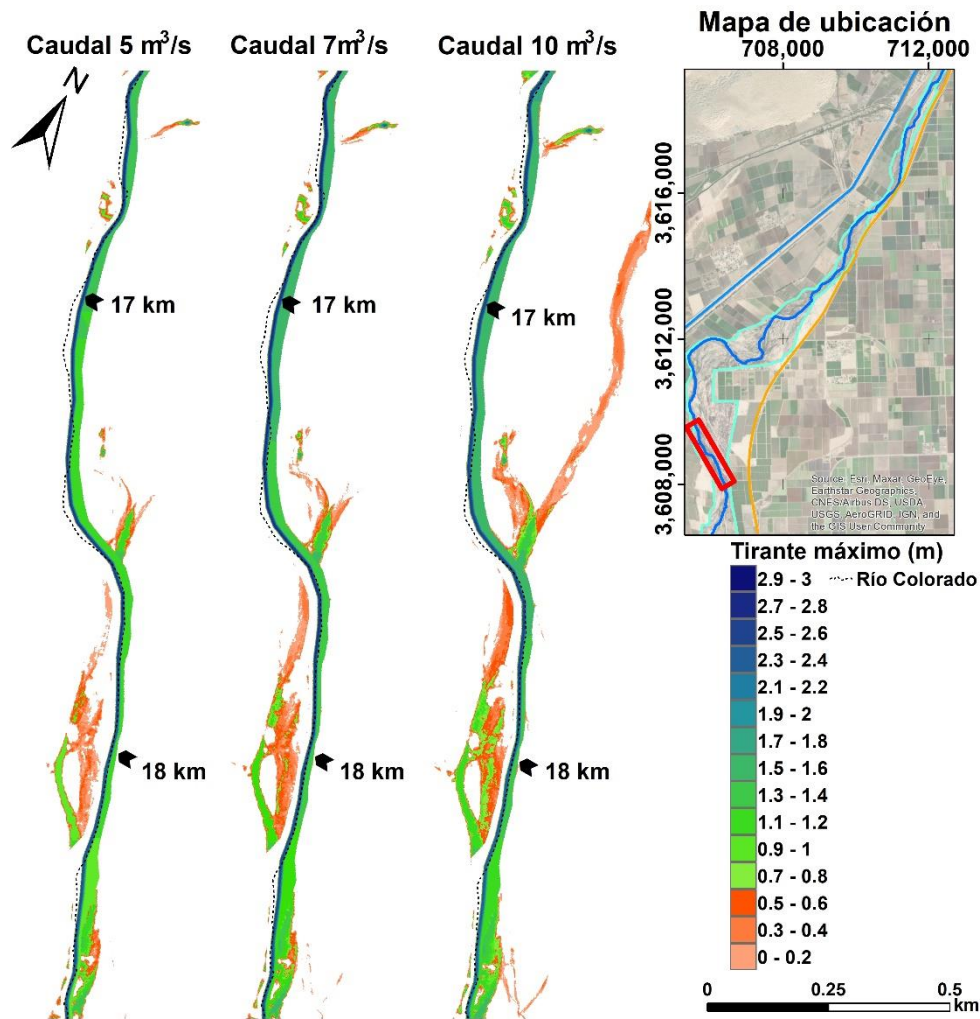 Caudal 5 m³/s
Caudal 7m³/s
Caudal 10 m³/s
N
17 km
17 km
17 km
18 km
18 km
18 km
Mapa de ubicación
708,000
712,000
3,616,000
3,612,000
3,608,000
Source: Esri, Maxar, GeoEye,
Earthstar Geographics,
CNES/Airbus DS, USDA,
USGS, AeroGRID, IGN, and
the GIS User Community
Tirante máximo (m)
2.9 - 3
Río Colorado
2.7 - 2.8
2.5 - 2.6
2.3 - 2.4
2.1 - 2.2
1.9 - 2
1.7 - 1.8
1.5 - 1.6
1.3 - 1.4
1.1 - 1.2
0.9 - 1
0.7 - 0.8
0.5 - 0.6
0.3 - 0.4
0 - 0.2
0
0.25
0.5
km